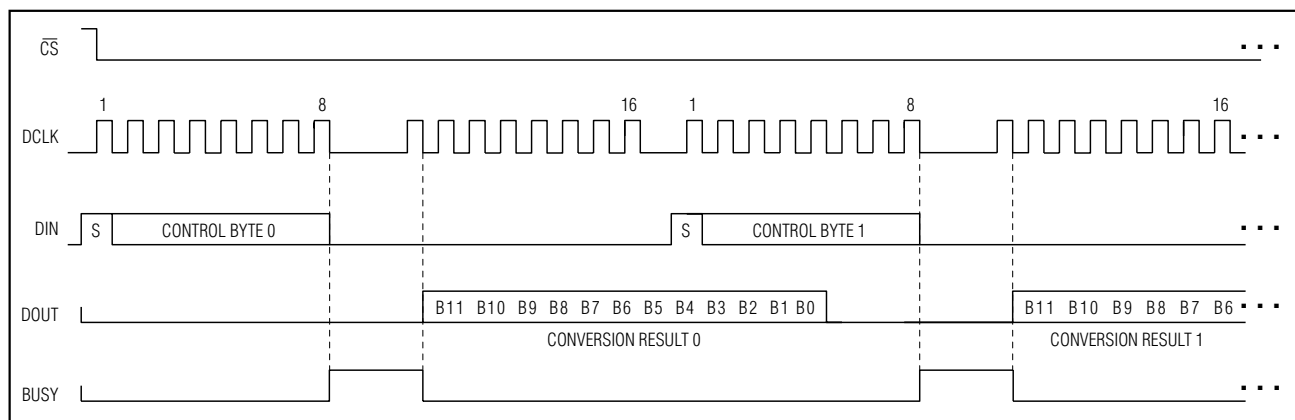 CS
1 8 16 1 8 16
DCLK
DIN S CONTROL BYTE 0 S CONTROL BYTE 1
DOUT B11 B10 B9 B8 B7 B6 B5 B4 B3 B2 B1 B0 B11 B10 B9 B8 B7 B6
CONVERSION RESULT 0 CONVERSION RESULT 1
BUSY